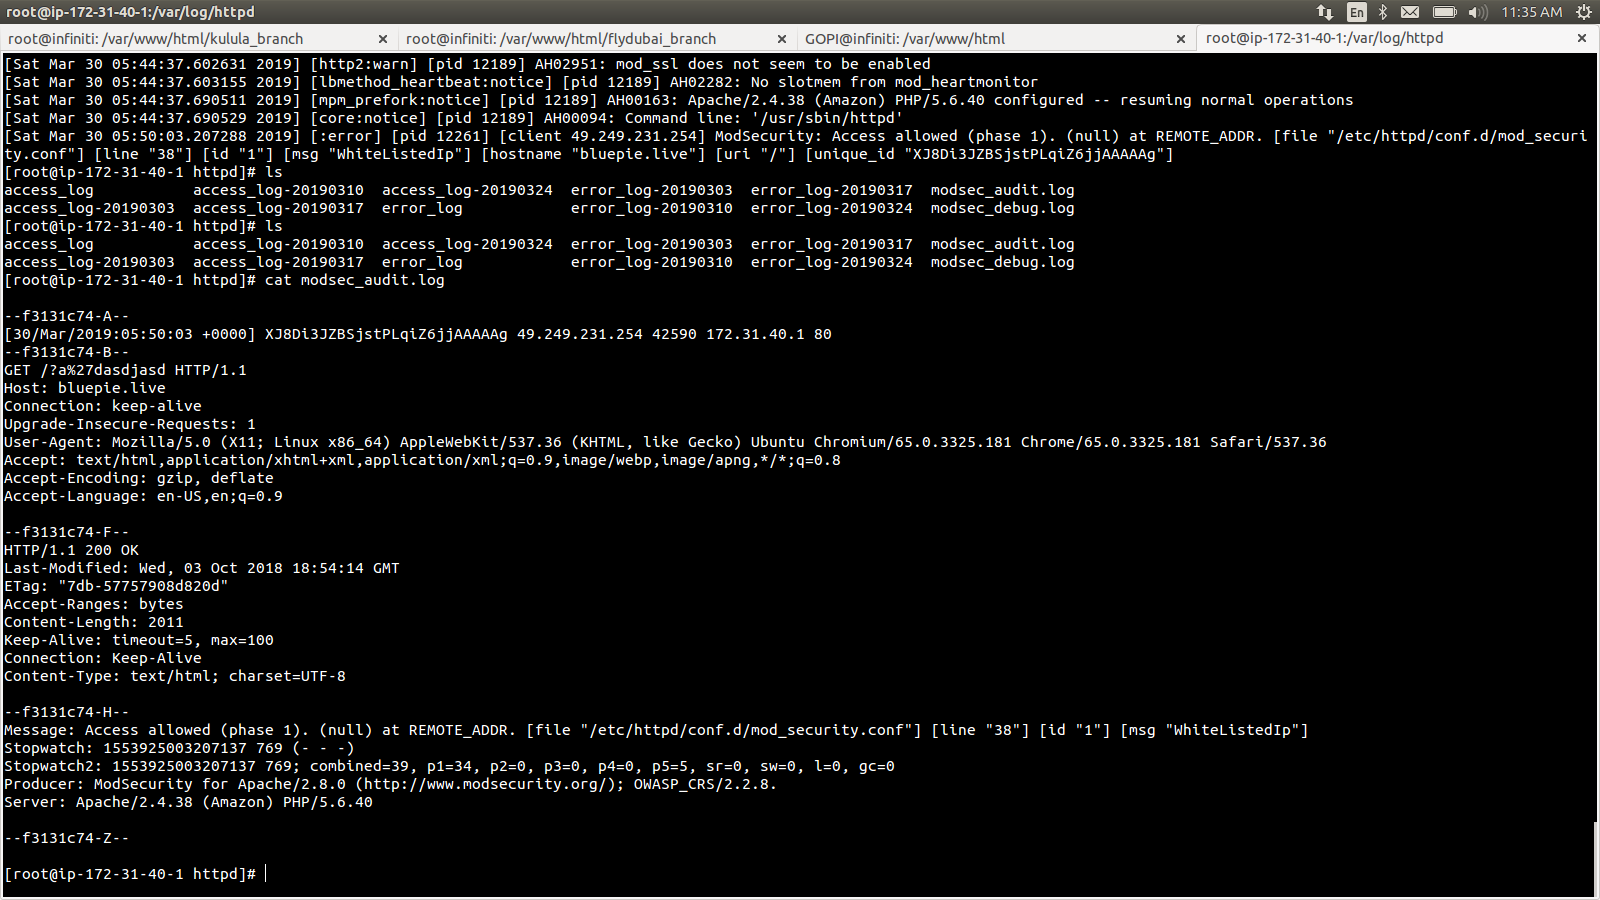 root@ip-172-31-40-1:/var/log/httpd
En
11:35 AM
root@infiniti: /var/www/html/kulula_branch
root@infiniti: /var/www/html/flydubai_branch
GOPI@infiniti: /var/www/html
root@ip-172-31-40-1:/var/log/httpd
[Sat Mar 30 05:44:37.602631 2019] [http2:warn] [pid 12189] AH02951: mod_ssl does not seem to be enabled
[Sat Mar 30 05:44:37.603155 2019] [lbmethod_heartbeat:notice] [pid 12189] AH02282: No slotmem from mod_heartmonitor
[Sat Mar 30 05:44:37.690511 2019] [mpm_prefork:notice] [pid 12189] AH00163: Apache/2.4.38 (Amazon) PHP/5.6.40 configured -- resuming normal operations
[Sat Mar 30 05:44:37.690529 2019] [core:notice] [pid 12189] AH00094: Command line: '/usr/sbin/httpd'
[Sat Mar 30 05:50:03.207288 2019] [:error] [pid 12261] [client 49.249.231.254] ModSecurity: Access allowed (phase 1). (null) at REMOTE_ADDR. [file "/etc/httpd/conf.d/mod_securi
ty.conf"] [line "38"] [id "1"] [msg "WhiteListedIp"] [hostname "bluepie.live"] [uri "/"] [unique_id "XJ8Di3JZBSjstPLqiZ6jjAAAAAg"]
[root@ip-172-31-40-1 httpd]# ls
access_log           access_log-20190310  access_log-20190324  error_log-20190303  error_log-20190317  modsec_audit.log
access_log-20190303  access_log-20190317  error_log            error_log-20190310  error_log-20190324  modsec_debug.log
[root@ip-172-31-40-1 httpd]# ls
access_log           access_log-20190310  access_log-20190324  error_log-20190303  error_log-20190317  modsec_audit.log
access_log-20190303  access_log-20190317  error_log            error_log-20190310  error_log-20190324  modsec_debug.log
[root@ip-172-31-40-1 httpd]# cat modsec_audit.log
--f3131c74-A--
[30/Mar/2019:05:50:03 +0000] XJ8Di3JZBSjstPLqiZ6jjAAAAAg 49.249.231.254 42590 172.31.40.1 80
--f3131c74-B--
GET /?a%27dasdjasd HTTP/1.1
Host: bluepie.live
Connection: keep-alive
Upgrade-Insecure-Requests: 1
User-Agent: Mozilla/5.0 (X11; Linux x86_64) AppleWebKit/537.36 (KHTML, like Gecko) Ubuntu Chromium/65.0.3325.181 Chrome/65.0.3325.181 Safari/537.36
Accept: text/html,application/xhtml+xml,application/xml;q=0.9,image/webp,image/apng,*/*;q=0.8
Accept-Encoding: gzip, deflate
Accept-Language: en-US,en;q=0.9
--f3131c74-F--
HTTP/1.1 200 OK
Last-Modified: Wed, 03 Oct 2018 18:54:14 GMT
ETag: "7db-57757908d820d"
Accept-Ranges: bytes
Content-Length: 2011
Keep-Alive: timeout=5, max=100
Connection: Keep-Alive
Content-Type: text/html; charset=UTF-8
--f3131c74-H--
Message: Access allowed (phase 1). (null) at REMOTE_ADDR. [file "/etc/httpd/conf.d/mod_security.conf"] [line "38"] [id "1"] [msg "WhiteListedIp"]
Stopwatch: 1553925003207137 769 (- - -)
Stopwatch2: 1553925003207137 769; combined=39, p1=34, p2=0, p3=0, p4=0, p5=5, sr=0, sw=0, l=0, gc=0
Producer: ModSecurity for Apache/2.8.0 (http://www.modsecurity.org/); OWASP_CRS/2.2.8.
Server: Apache/2.4.38 (Amazon) PHP/5.6.40
--f3131c74-Z--
[root@ip-172-31-40-1 httpd]#